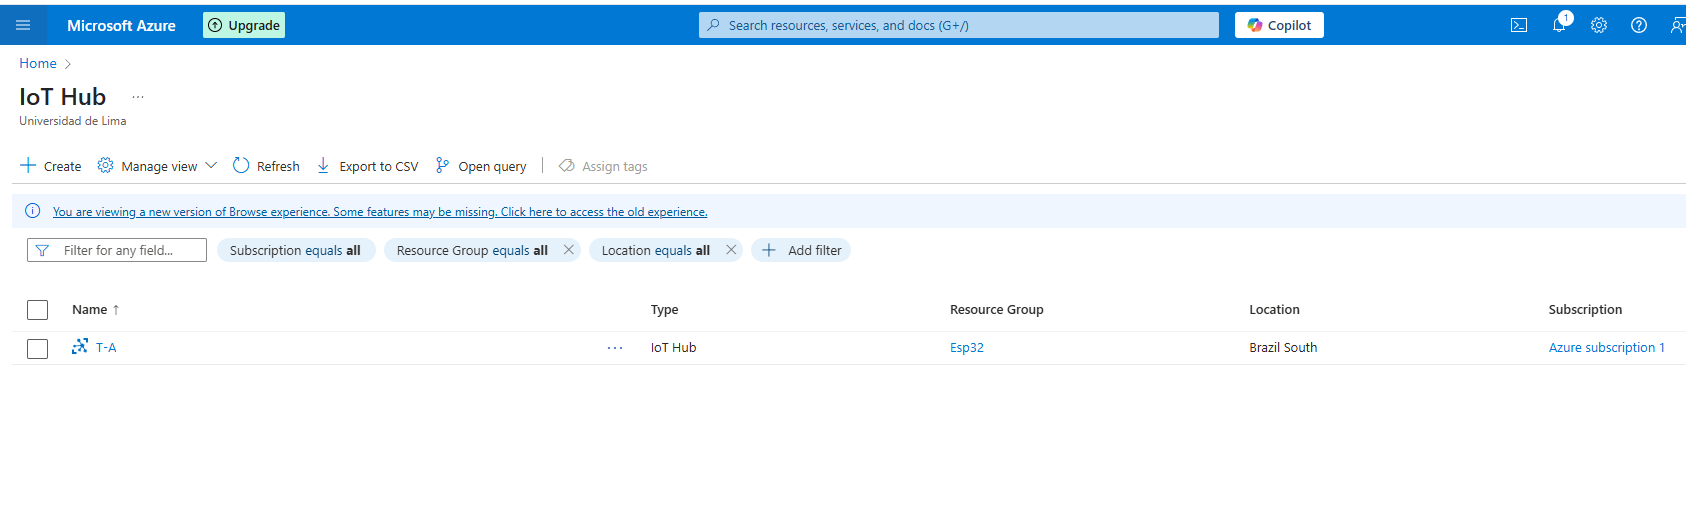 Microsoft Azure Upgrade Search resources, services, and docs (G+/) Copilot 1
Home
IoT Hub ...
Universidad de Lima
Create Manage view Refresh Export to CSV Open query Assign tags
You are viewing a new version of Browse experience. Some features may be missing. Click here to access the old experience.
Filter for any field... Subscription equals all Resource Group equals all Location equals all Add filter
Name ↑ Type Resource Group Location Subscription
T-A ... IoT Hub Esp32 Brazil South Azure subscription 1